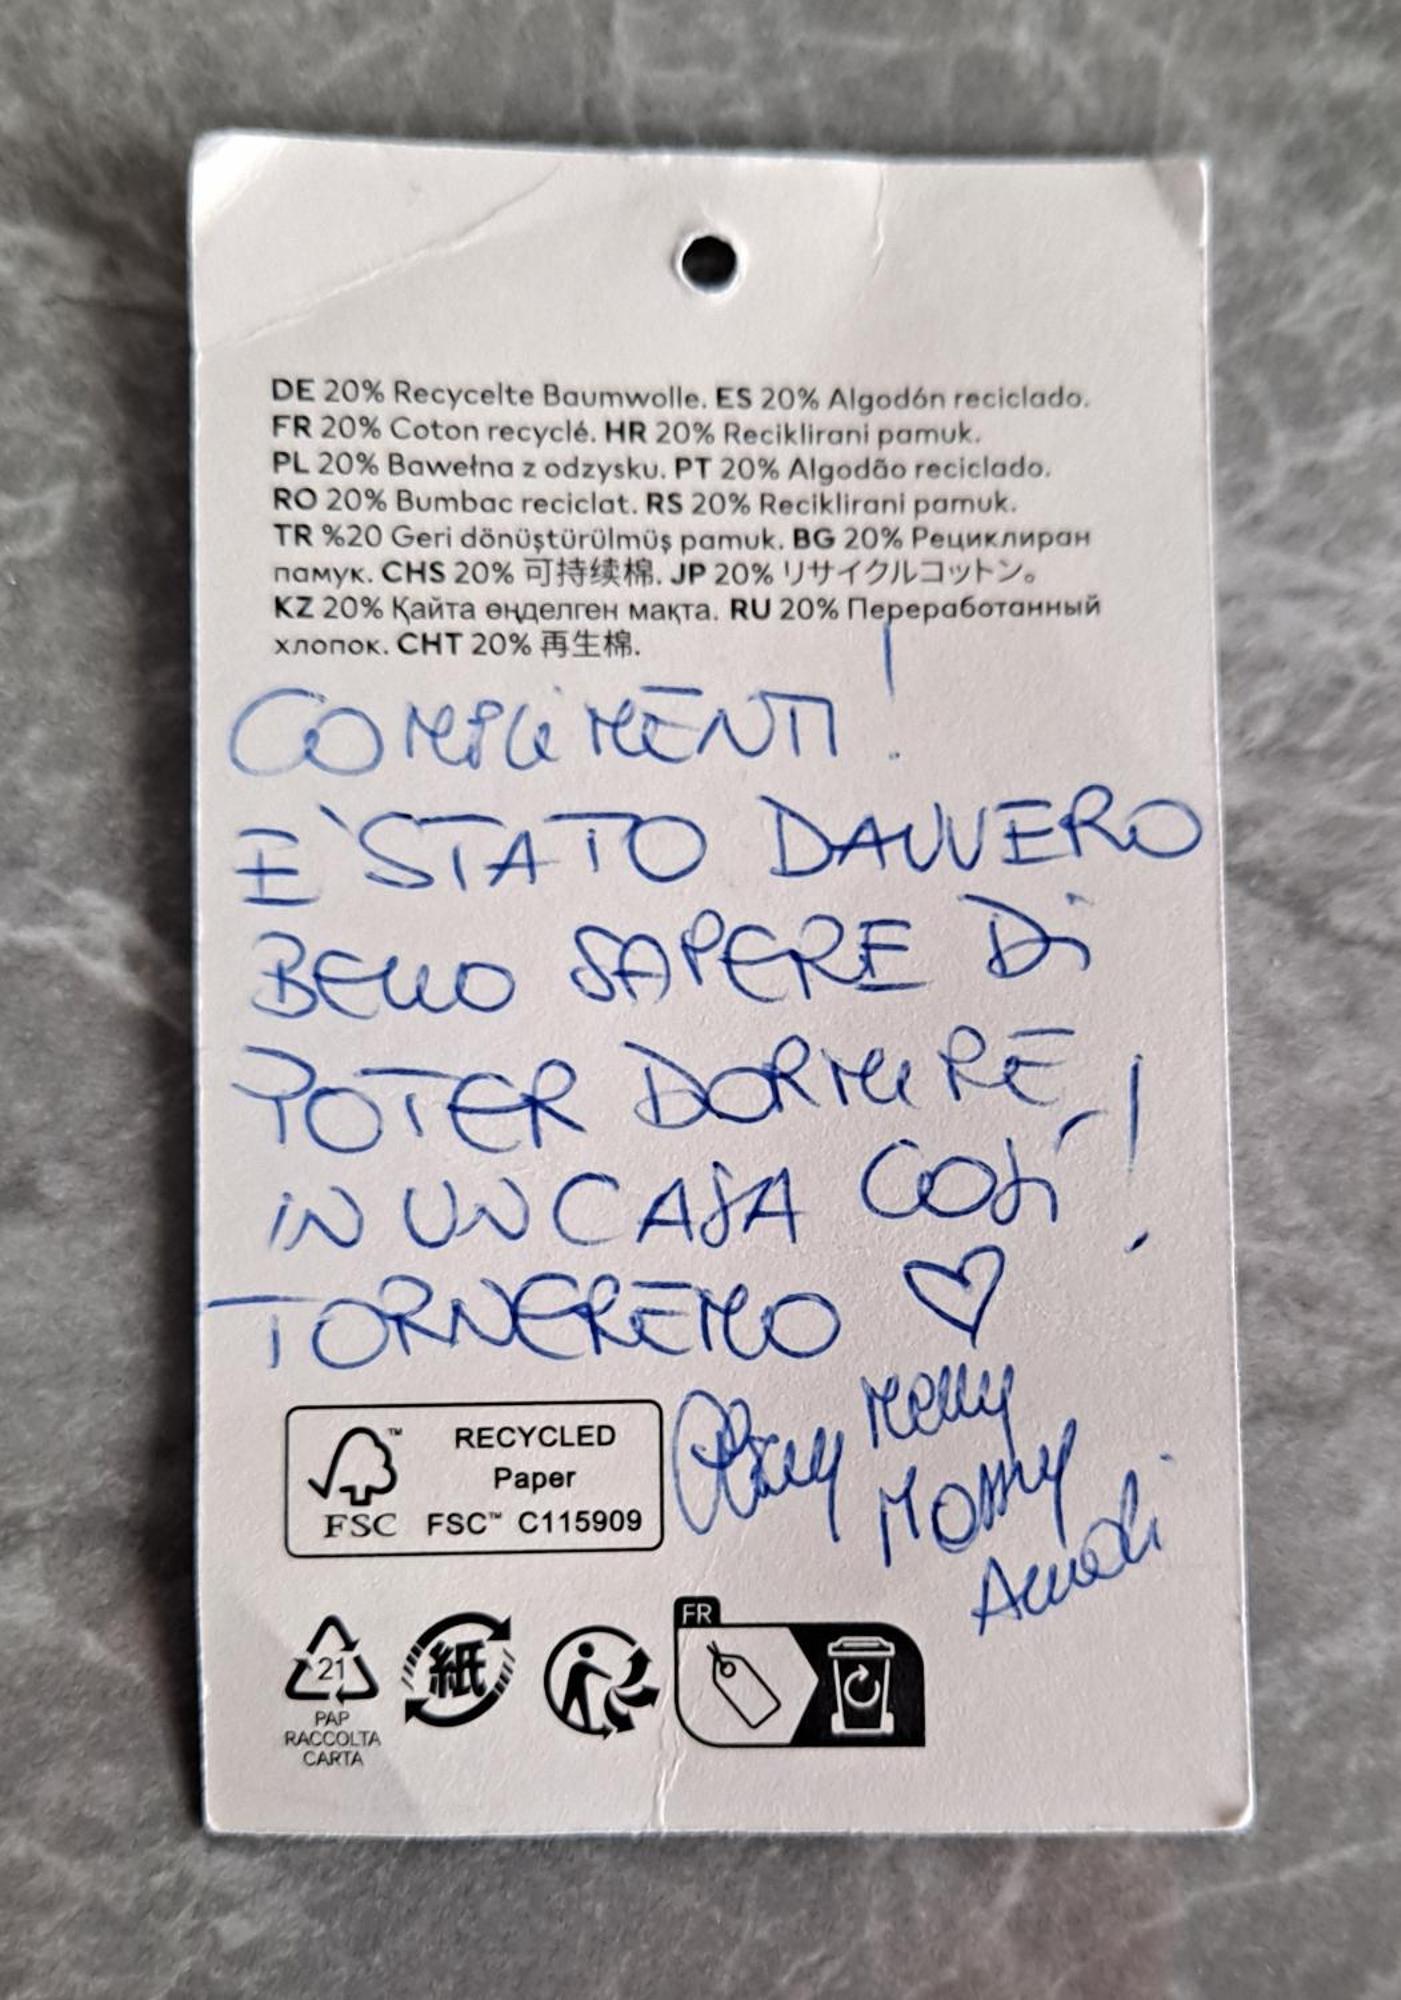 DE 20% Recycelte Baumwolle. ES 20% Algodón reciclado.
FR 20% Coton recyclé. HR 20% Reciklirani pamuk.
PL 20% Bawełna z odzysku. PT 20% Algodão reciclado.
RO 20% Bumbac reciclat. RS 20% Reciklirani pamuk.
TR %20 Geri dönüştürülmüş pamuk. BG 20% Рециклиран
памук. CHS 20% 可持续棉. JP 20% リサイクルコットン。
KZ 20% Қайта өңделген мақта. RU 20% Переработанный
хлопок. CHT 20% 再生棉.
COMPLIMENTI!
E' STATO DAVVERO
BELLO SAPERE DI
POTER DORMIRE
IN UN CASA COSÌ!
TORNEREMO
RECYCLED
Paper
FSC™ FSC™ C115909
Melly
Mommy
FR
21
紙
PAP
RACCOLTA
CARTA